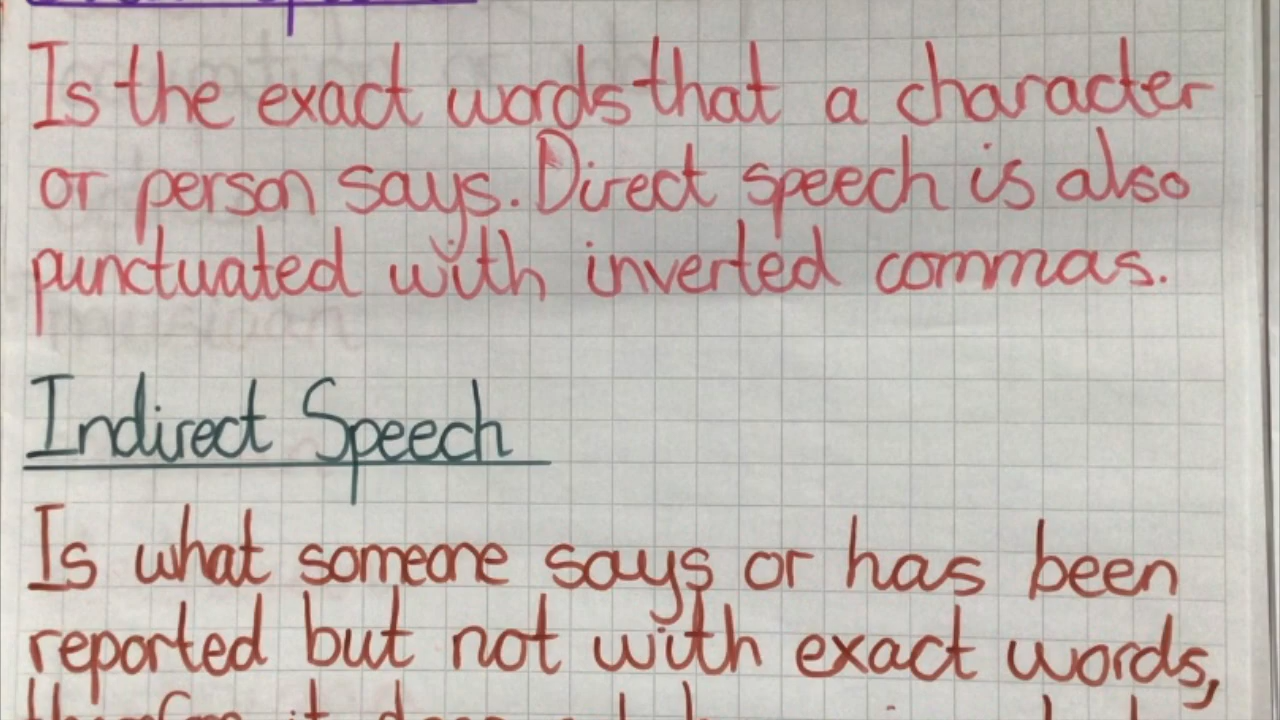 Is the exact words that a character
or person says. Direct speech is also
punctuated with inverted commas.
Indirect Speech
Is what someone says or has been
reported but not with exact words,